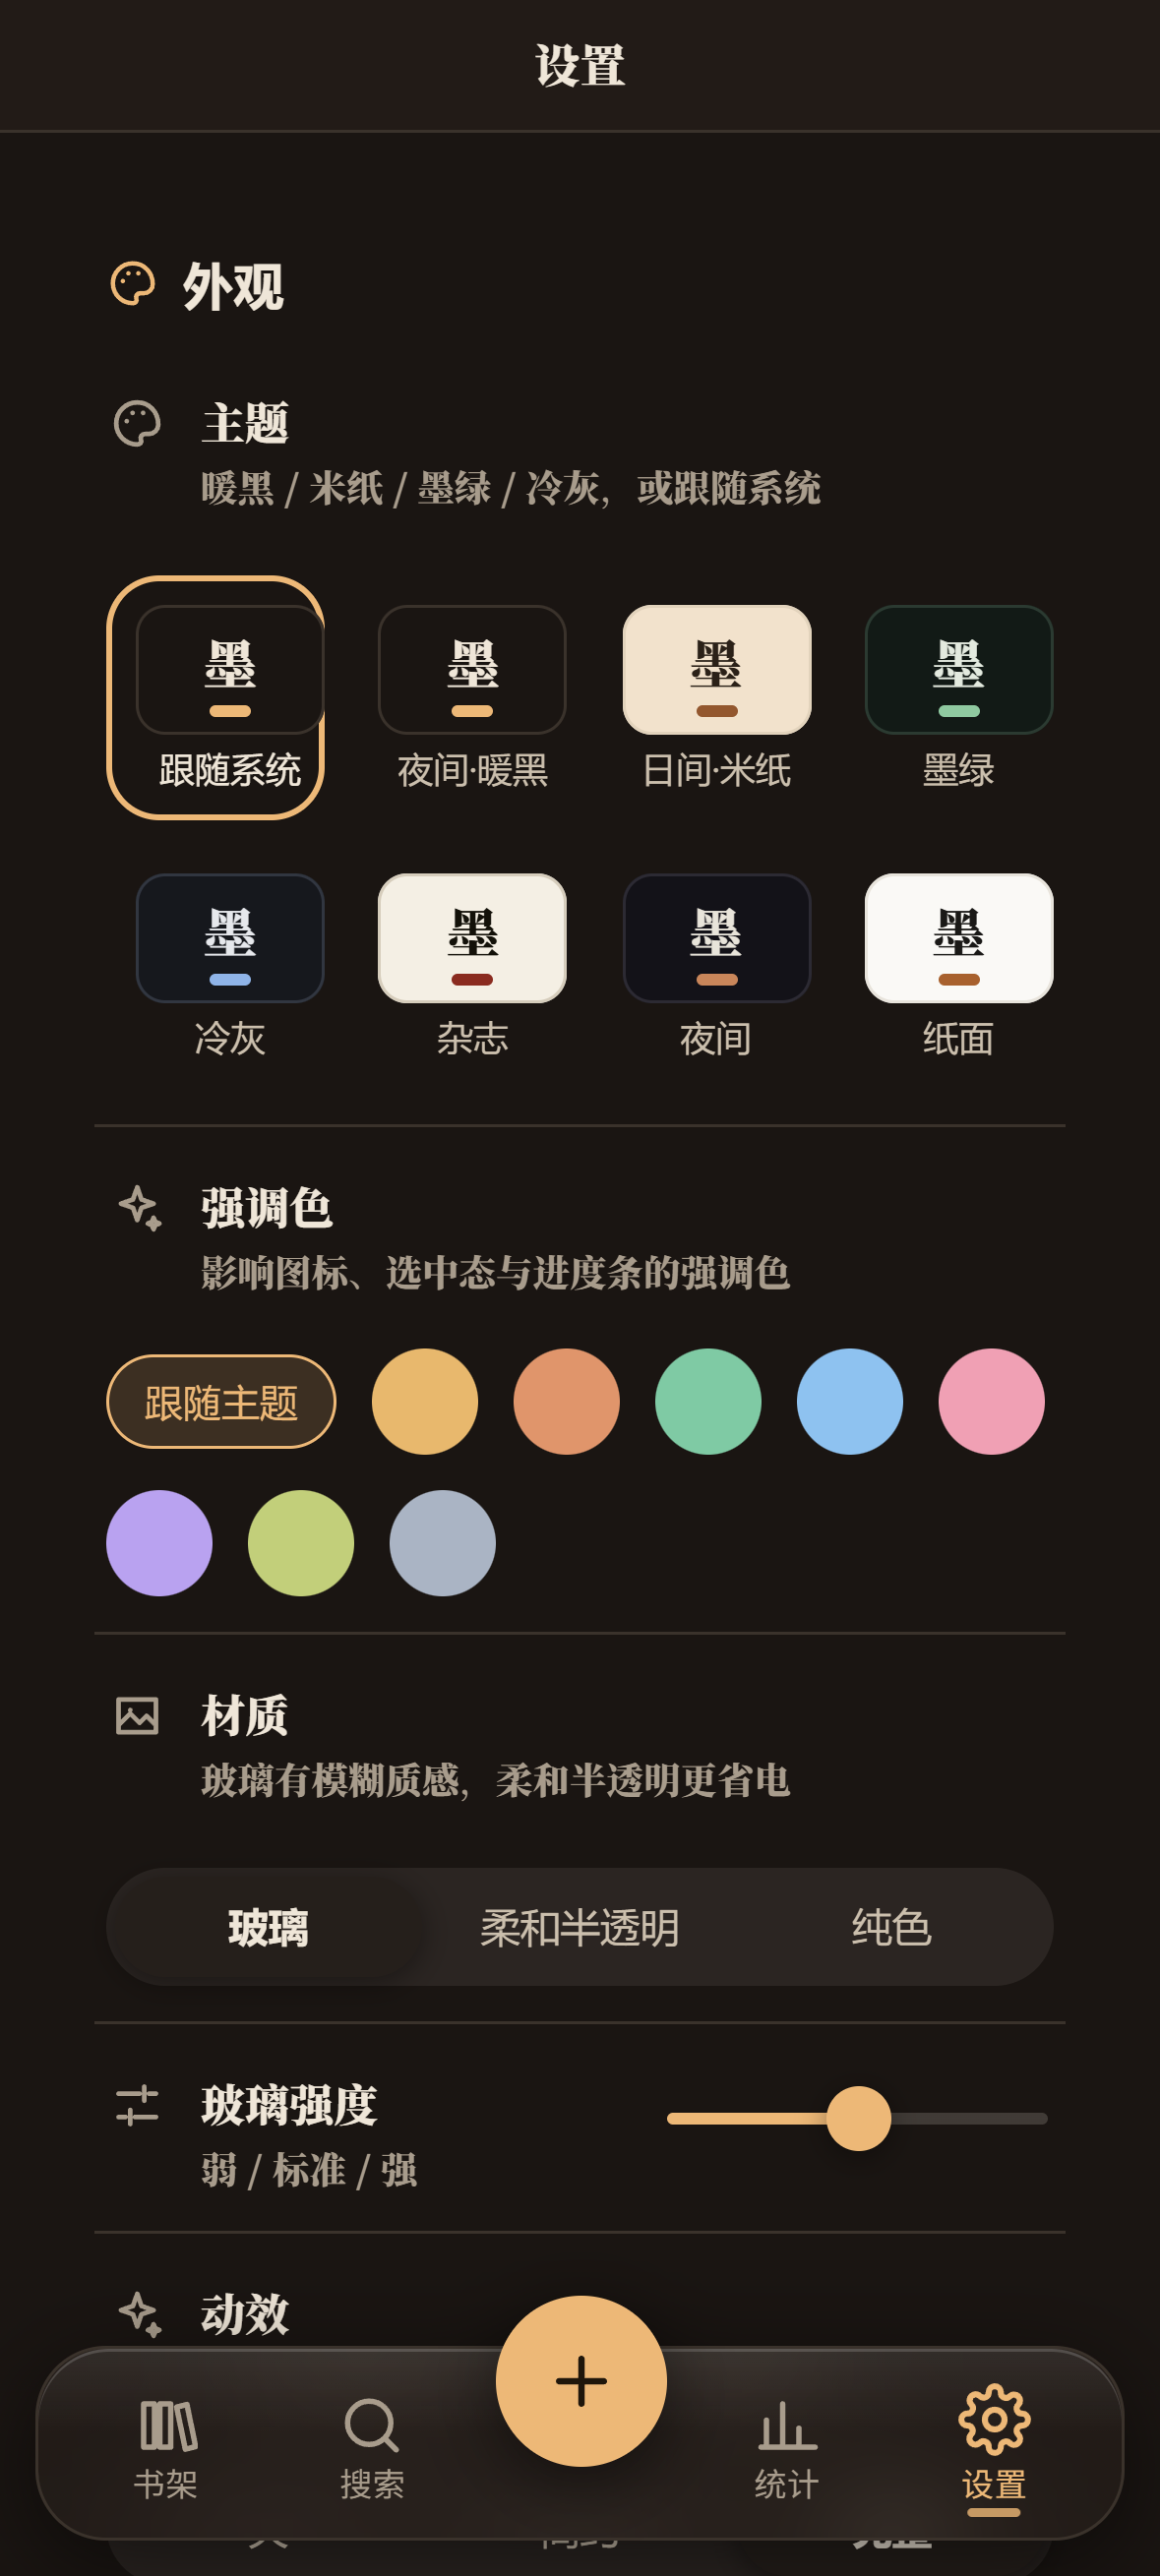 设置
外观
主题
暖黑 / 米纸 / 墨绿 / 冷灰，或跟随系统
墨 墨 墨 墨
跟随系统 夜间·暖黑 日间·米纸 墨绿
墨 墨 墨 墨
冷灰 杂志 夜间 纸面
强调色
影响图标、选中态与进度条的强调色
跟随主题
材质
玻璃有模糊质感，柔和半透明更省电
玻璃 柔和半透明 纯色
玻璃强度
弱 / 标准 / 强
动效
书架 搜索 统计 设置